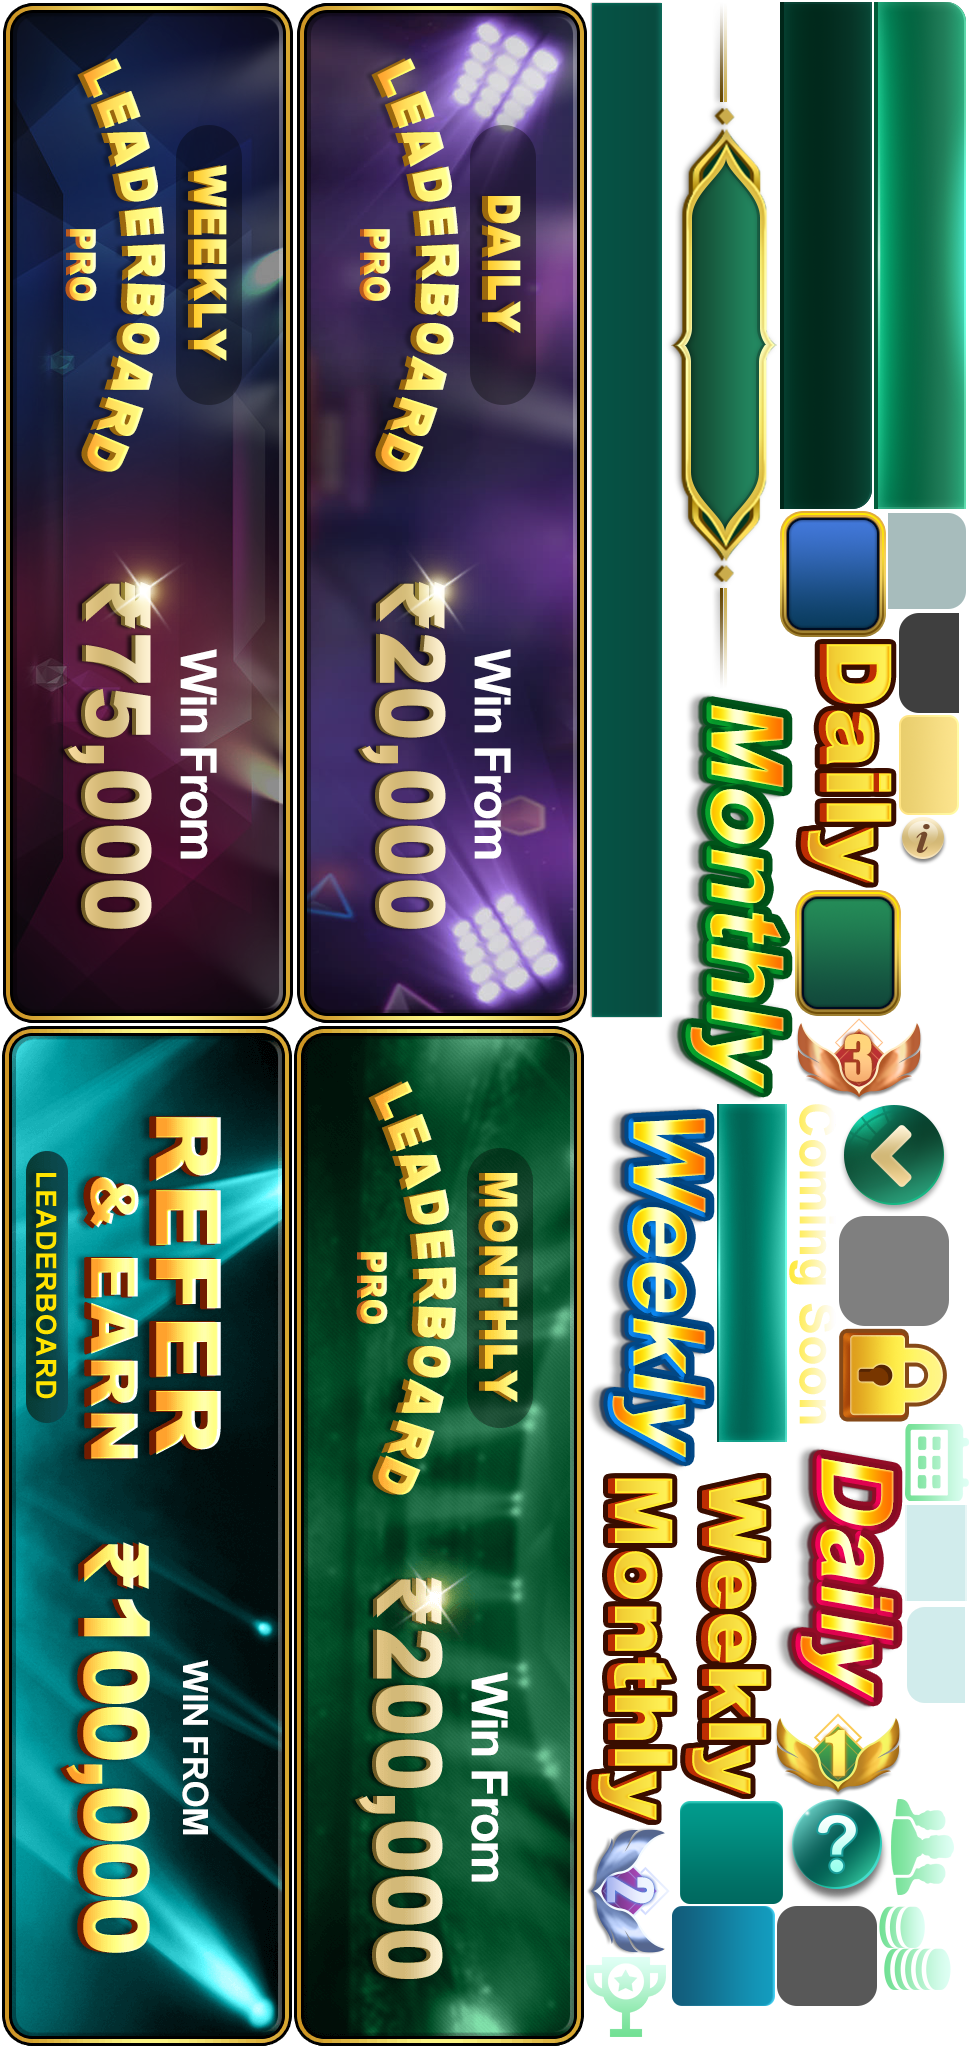 WEEKLY
LEADERBOARD
PRO
Win From
₹75,000
DAILY
LEADERBOARD
PRO
Win From
₹20,000
REFER
& EARN
LEADERBOARD
WIN FROM
₹100,000
MONTHLY
LEADERBOARD
PRO
Win From
₹200,000
Daily
Monthly
i
3
Coming Soon
Weekly
Daily
Weekly
Monthly
1
?
2